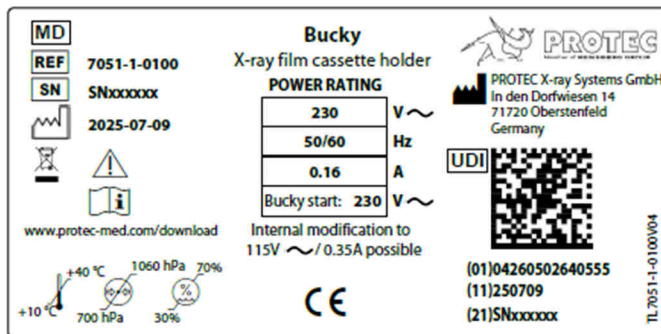 MD
REF 7051-1-0100
SN SNxxxxxx
2025-07-09
www.protec-med.com/download
+10 °C +40 °C
700 hPa 1060 hPa
30% % 70%
Bucky
X-ray film cassette holder
POWER RATING
230 V～
50/60 Hz
0.16 A
Bucky start: 230 V～
Internal modification to
115V ～/ 0.35A possible
CE
PROTEC
PROTEC X-ray Systems GmbH
In den Dorfwiesen 14
71720 Oberstenfeld
Germany
UDI
(01)04260502640555
(11)250709
(21)SNxxxxxx
TL7051-1-0100V04